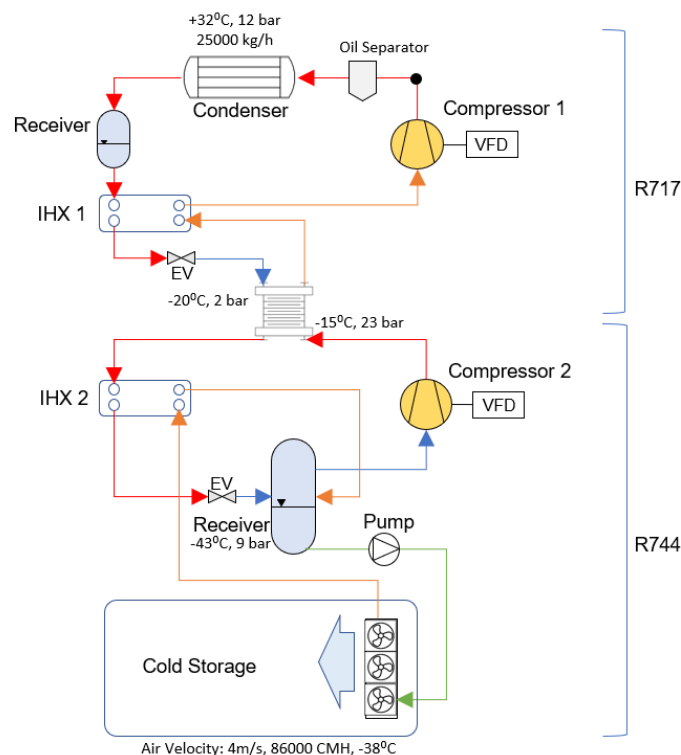 +32⁰C, 12 bar
25000 kg/h
Oil Separator
Condenser
Compressor 1
Receiver
VFD
R717
IHX 1
EV
-20⁰C, 2 bar
-15⁰C, 23 bar
Compressor 2
IHX 2
VFD
EV
Receiver
Pump
-43⁰C, 9 bar
R744
Cold Storage
Air Velocity: 4m/s, 86000 CMH, -38⁰C